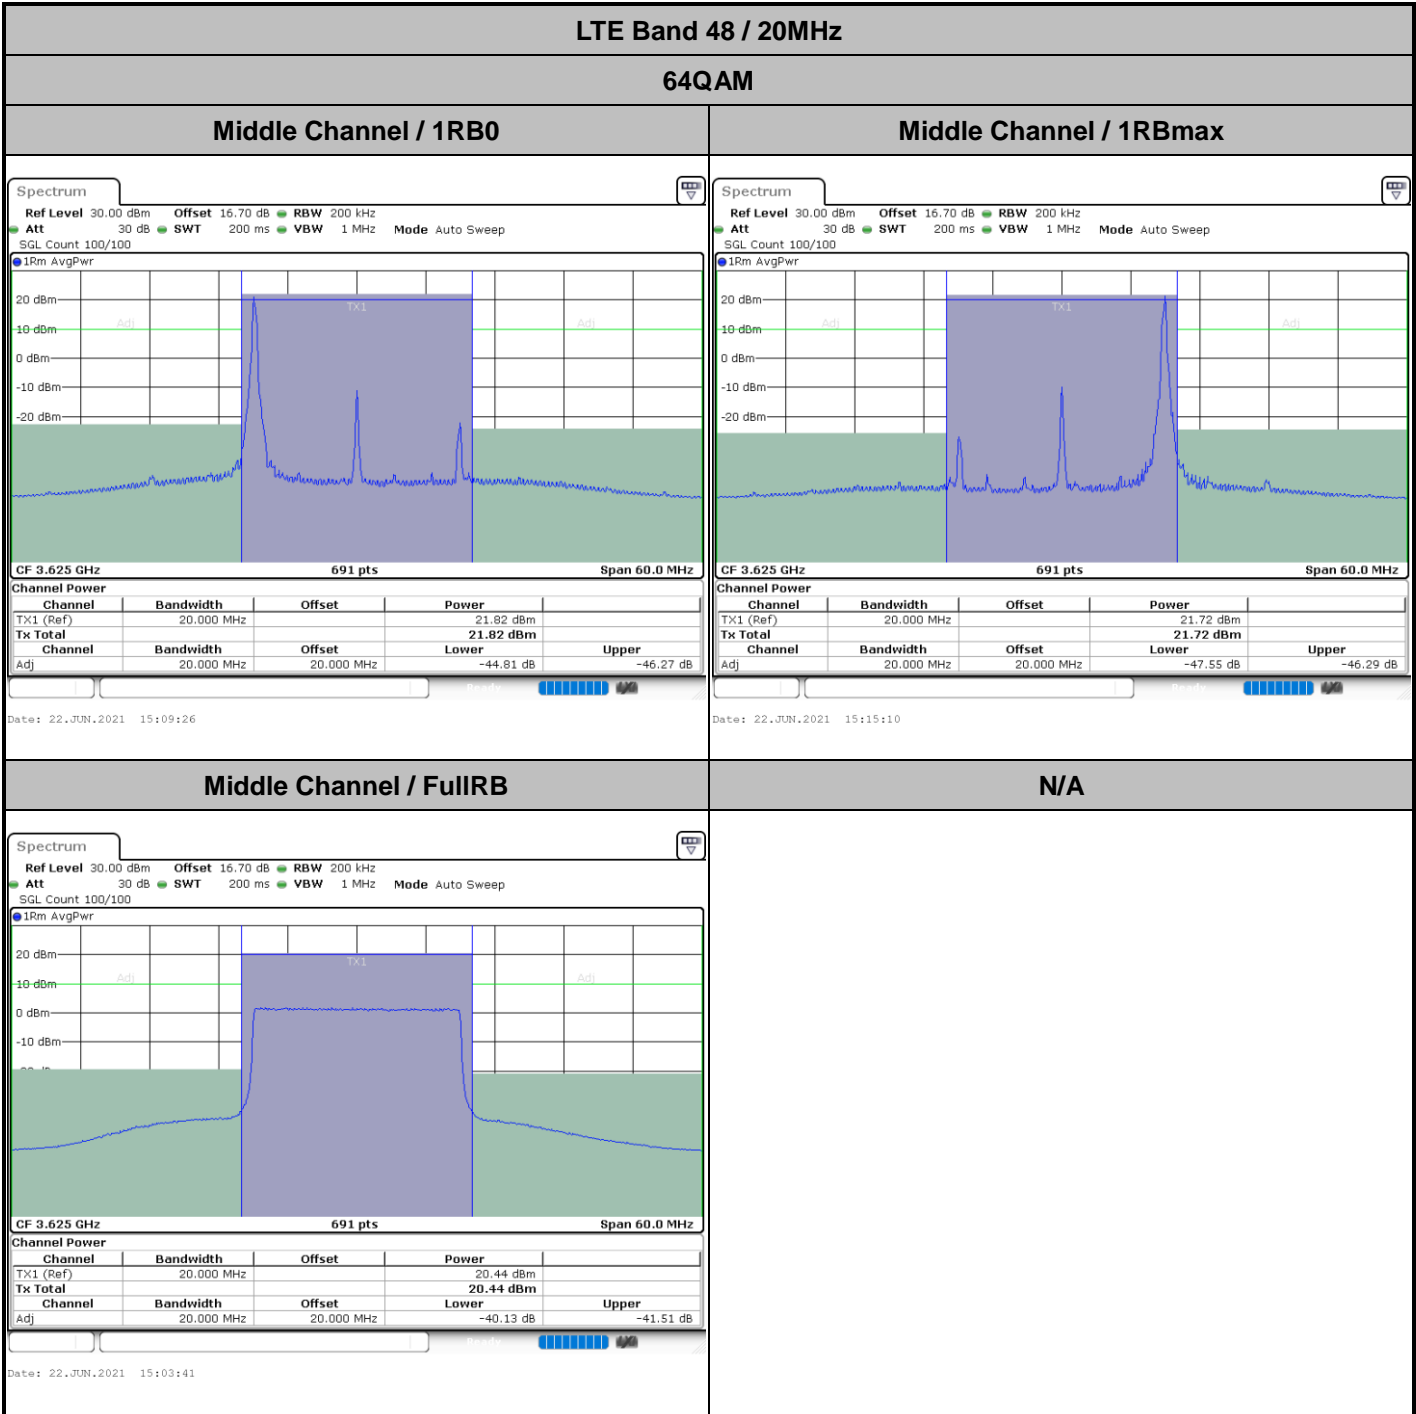 LTE Band 48 / 20MHz
64QAM
Middle Channel / 1RB0
Middle Channel / 1RBmax
Spectrum
Ref Level 30.00 dBm Offset 16.70 dB RBW 200 kHz
Att 30 dB SWT 200 ms VBW 1 MHz Mode Auto Sweep
SGL Count 100/100
1Rm AvgPwr
TX1
20 dBm
Adj
Adj
10 dBm
0 dBm
-10 dBm
-20 dBm
CF 3.625 GHz 691 pts Span 60.0 MHz
Channel Power
Channel Bandwidth Offset Power
TX1 (Ref) 20.000 MHz 21.82 dBm
Tx Total 21.82 dBm
Channel Bandwidth Offset Lower Upper
Adj 20.000 MHz 20.000 MHz -44.81 dB -46.27 dB
Ready
Date: 22.JUN.2021 15:09:26
Spectrum
Ref Level 30.00 dBm Offset 16.70 dB RBW 200 kHz
Att 30 dB SWT 200 ms VBW 1 MHz Mode Auto Sweep
SGL Count 100/100
1Rm AvgPwr
TX1
20 dBm
Adj
Adj
10 dBm
0 dBm
-10 dBm
-20 dBm
CF 3.625 GHz 691 pts Span 60.0 MHz
Channel Power
Channel Bandwidth Offset Power
TX1 (Ref) 20.000 MHz 21.72 dBm
Tx Total 21.72 dBm
Channel Bandwidth Offset Lower Upper
Adj 20.000 MHz 20.000 MHz -47.55 dB -46.29 dB
Ready
Date: 22.JUN.2021 15:15:10
Middle Channel / FullRB
N/A
Spectrum
Ref Level 30.00 dBm Offset 16.70 dB RBW 200 kHz
Att 30 dB SWT 200 ms VBW 1 MHz Mode Auto Sweep
SGL Count 100/100
1Rm AvgPwr
20 dBm
TX1
Adj
Adj
10 dBm
0 dBm
-10 dBm
CF 3.625 GHz 691 pts Span 60.0 MHz
Channel Power
Channel Bandwidth Offset Power
TX1 (Ref) 20.000 MHz 20.44 dBm
Tx Total 20.44 dBm
Channel Bandwidth Offset Lower Upper
Adj 20.000 MHz 20.000 MHz -40.13 dB -41.51 dB
Ready
Date: 22.JUN.2021 15:03:41